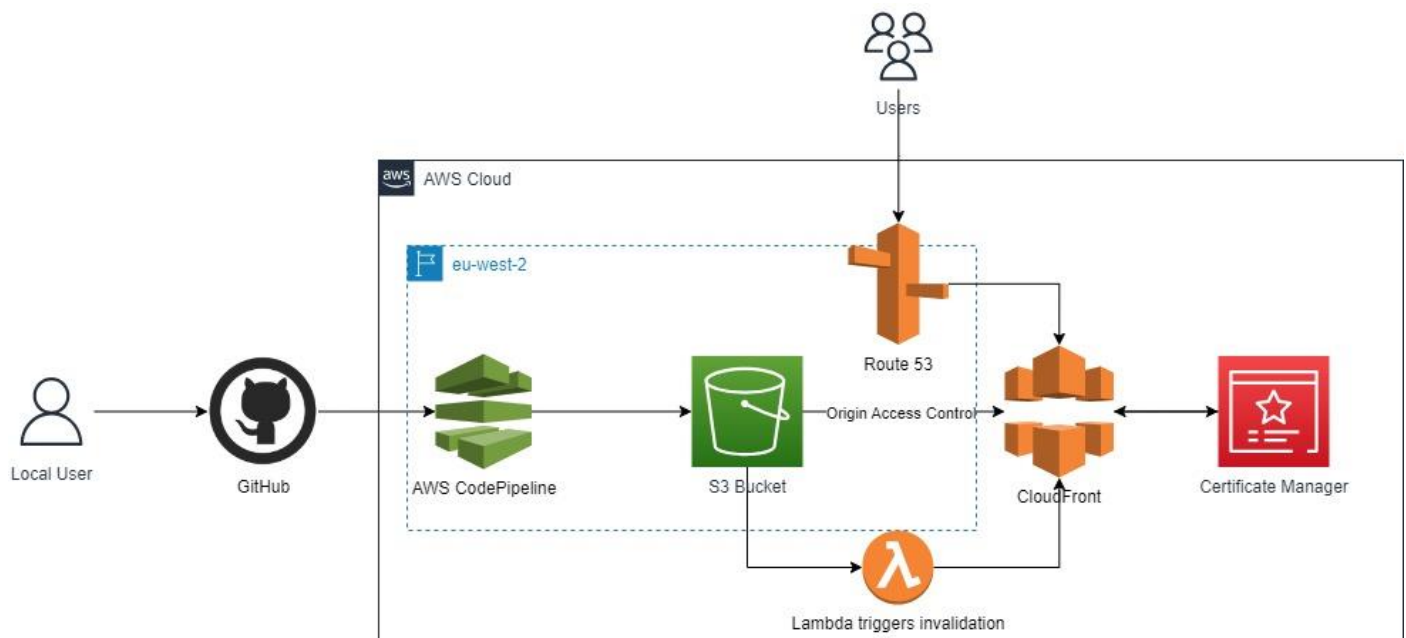 Users
aws
AWS Cloud
eu-west-2
Route 53
Origin Access Control
Local User
GitHub
AWS CodePipeline
S3 Bucket
CloudFront
Certificate Manager
Lambda triggers invalidation